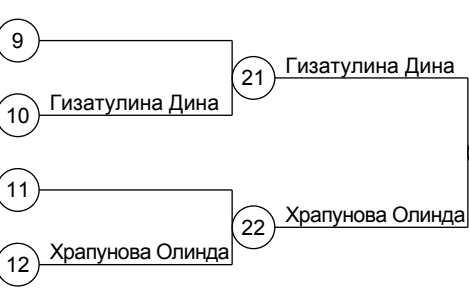 9
21 Гизатулина Дина
10 Гизатулина Дина
11
22 Храпунова Олинда
12 Храпунова Олинда